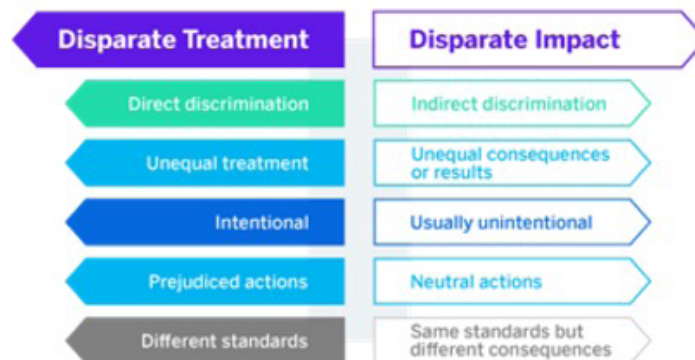 Disparate Treatment
Disparate Impact
Direct discrimination
Indirect discrimination
Unequal treatment
Unequal consequences
or results
Intentional
Usually unintentional
Prejudiced actions
Neutral actions
Different standards
Same standards but
different consequences